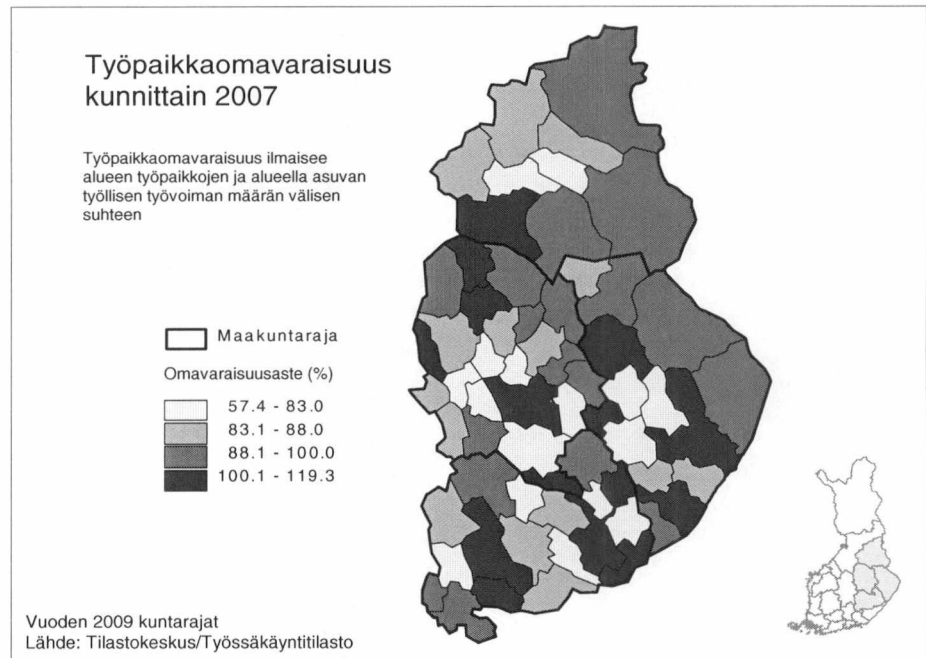 Työpaikkaomavaraisuus
kunnittain 2007
Työpaikkaomavaraisuus ilmaisee
alueen työpaikkojen ja alueella asuvan
työllisen työvoiman määrän välisen
suhteen
Maakuntaraja
Omavaraisuusaste (%)
57.4 - 83.0
83.1 - 88.0
88.1 - 100.0
100.1 - 119.3
Vuoden 2009 kuntarajat
Lähde: Tilastokeskus/Työssäkäyntitilasto